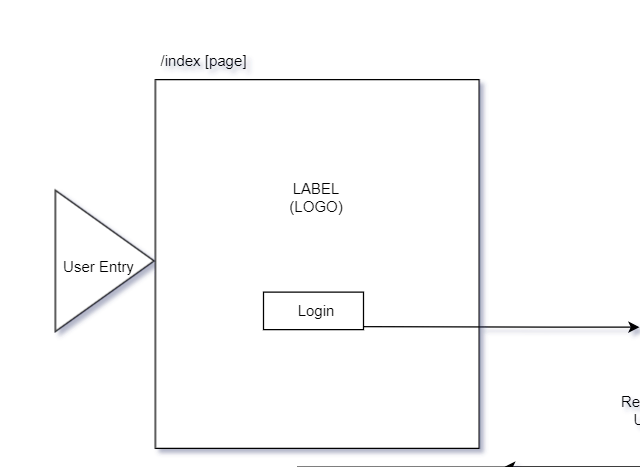 /index [page]
LABEL
(LOGO)
User Entry
Login